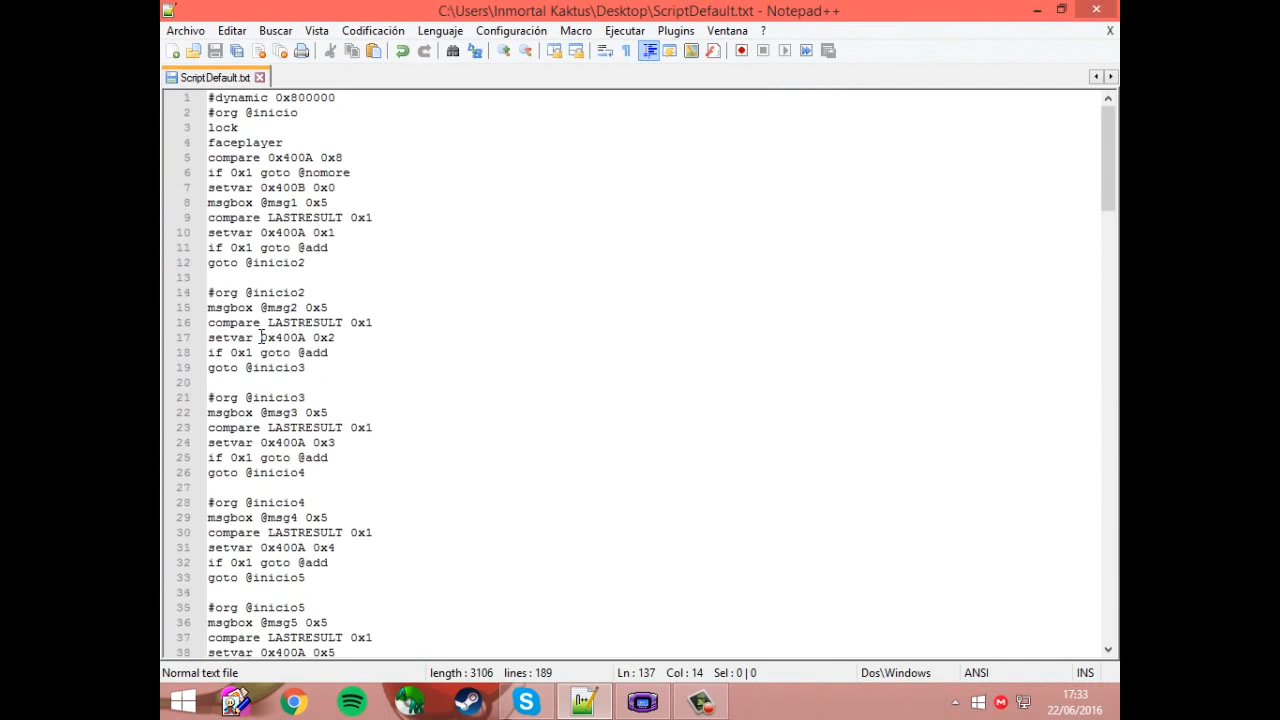 C:\Users\Inmortal Kaktus\Desktop\ScriptDefault.txt - Notepad++
Archivo Editar Buscar Vista Codificación Lenguaje Configuración Macro Ejecutar Plugins Ventana ? X
ScriptDefault.txt
1 #dynamic 0x800000
2 #org @inicio
3 lock
4 faceplayer
5 compare 0x400A 0x8
6 if 0x1 goto @nomore
7 setvar 0x400B 0x0
8 msgbox @msg1 0x5
9 compare LASTRESULT 0x1
10 setvar 0x400A 0x1
11 if 0x1 goto @add
12 goto @inicio2
13
14 #org @inicio2
15 msgbox @msg2 0x5
16 compare LASTRESULT 0x1
17 setvar 0x400A 0x2
18 if 0x1 goto @add
19 goto @inicio3
20
21 #org @inicio3
22 msgbox @msg3 0x5
23 compare LASTRESULT 0x1
24 setvar 0x400A 0x3
25 if 0x1 goto @add
26 goto @inicio4
27
28 #org @inicio4
29 msgbox @msg4 0x5
30 compare LASTRESULT 0x1
31 setvar 0x400A 0x4
32 if 0x1 goto @add
33 goto @inicio5
34
35 #org @inicio5
36 msgbox @msg5 0x5
37 compare LASTRESULT 0x1
38 setvar 0x400A 0x5
Normal text file length : 3106 lines : 189 Ln : 137 Col : 14 Sel : 0 | 0 Dos\Windows ANSI INS
17:33
22/06/2016